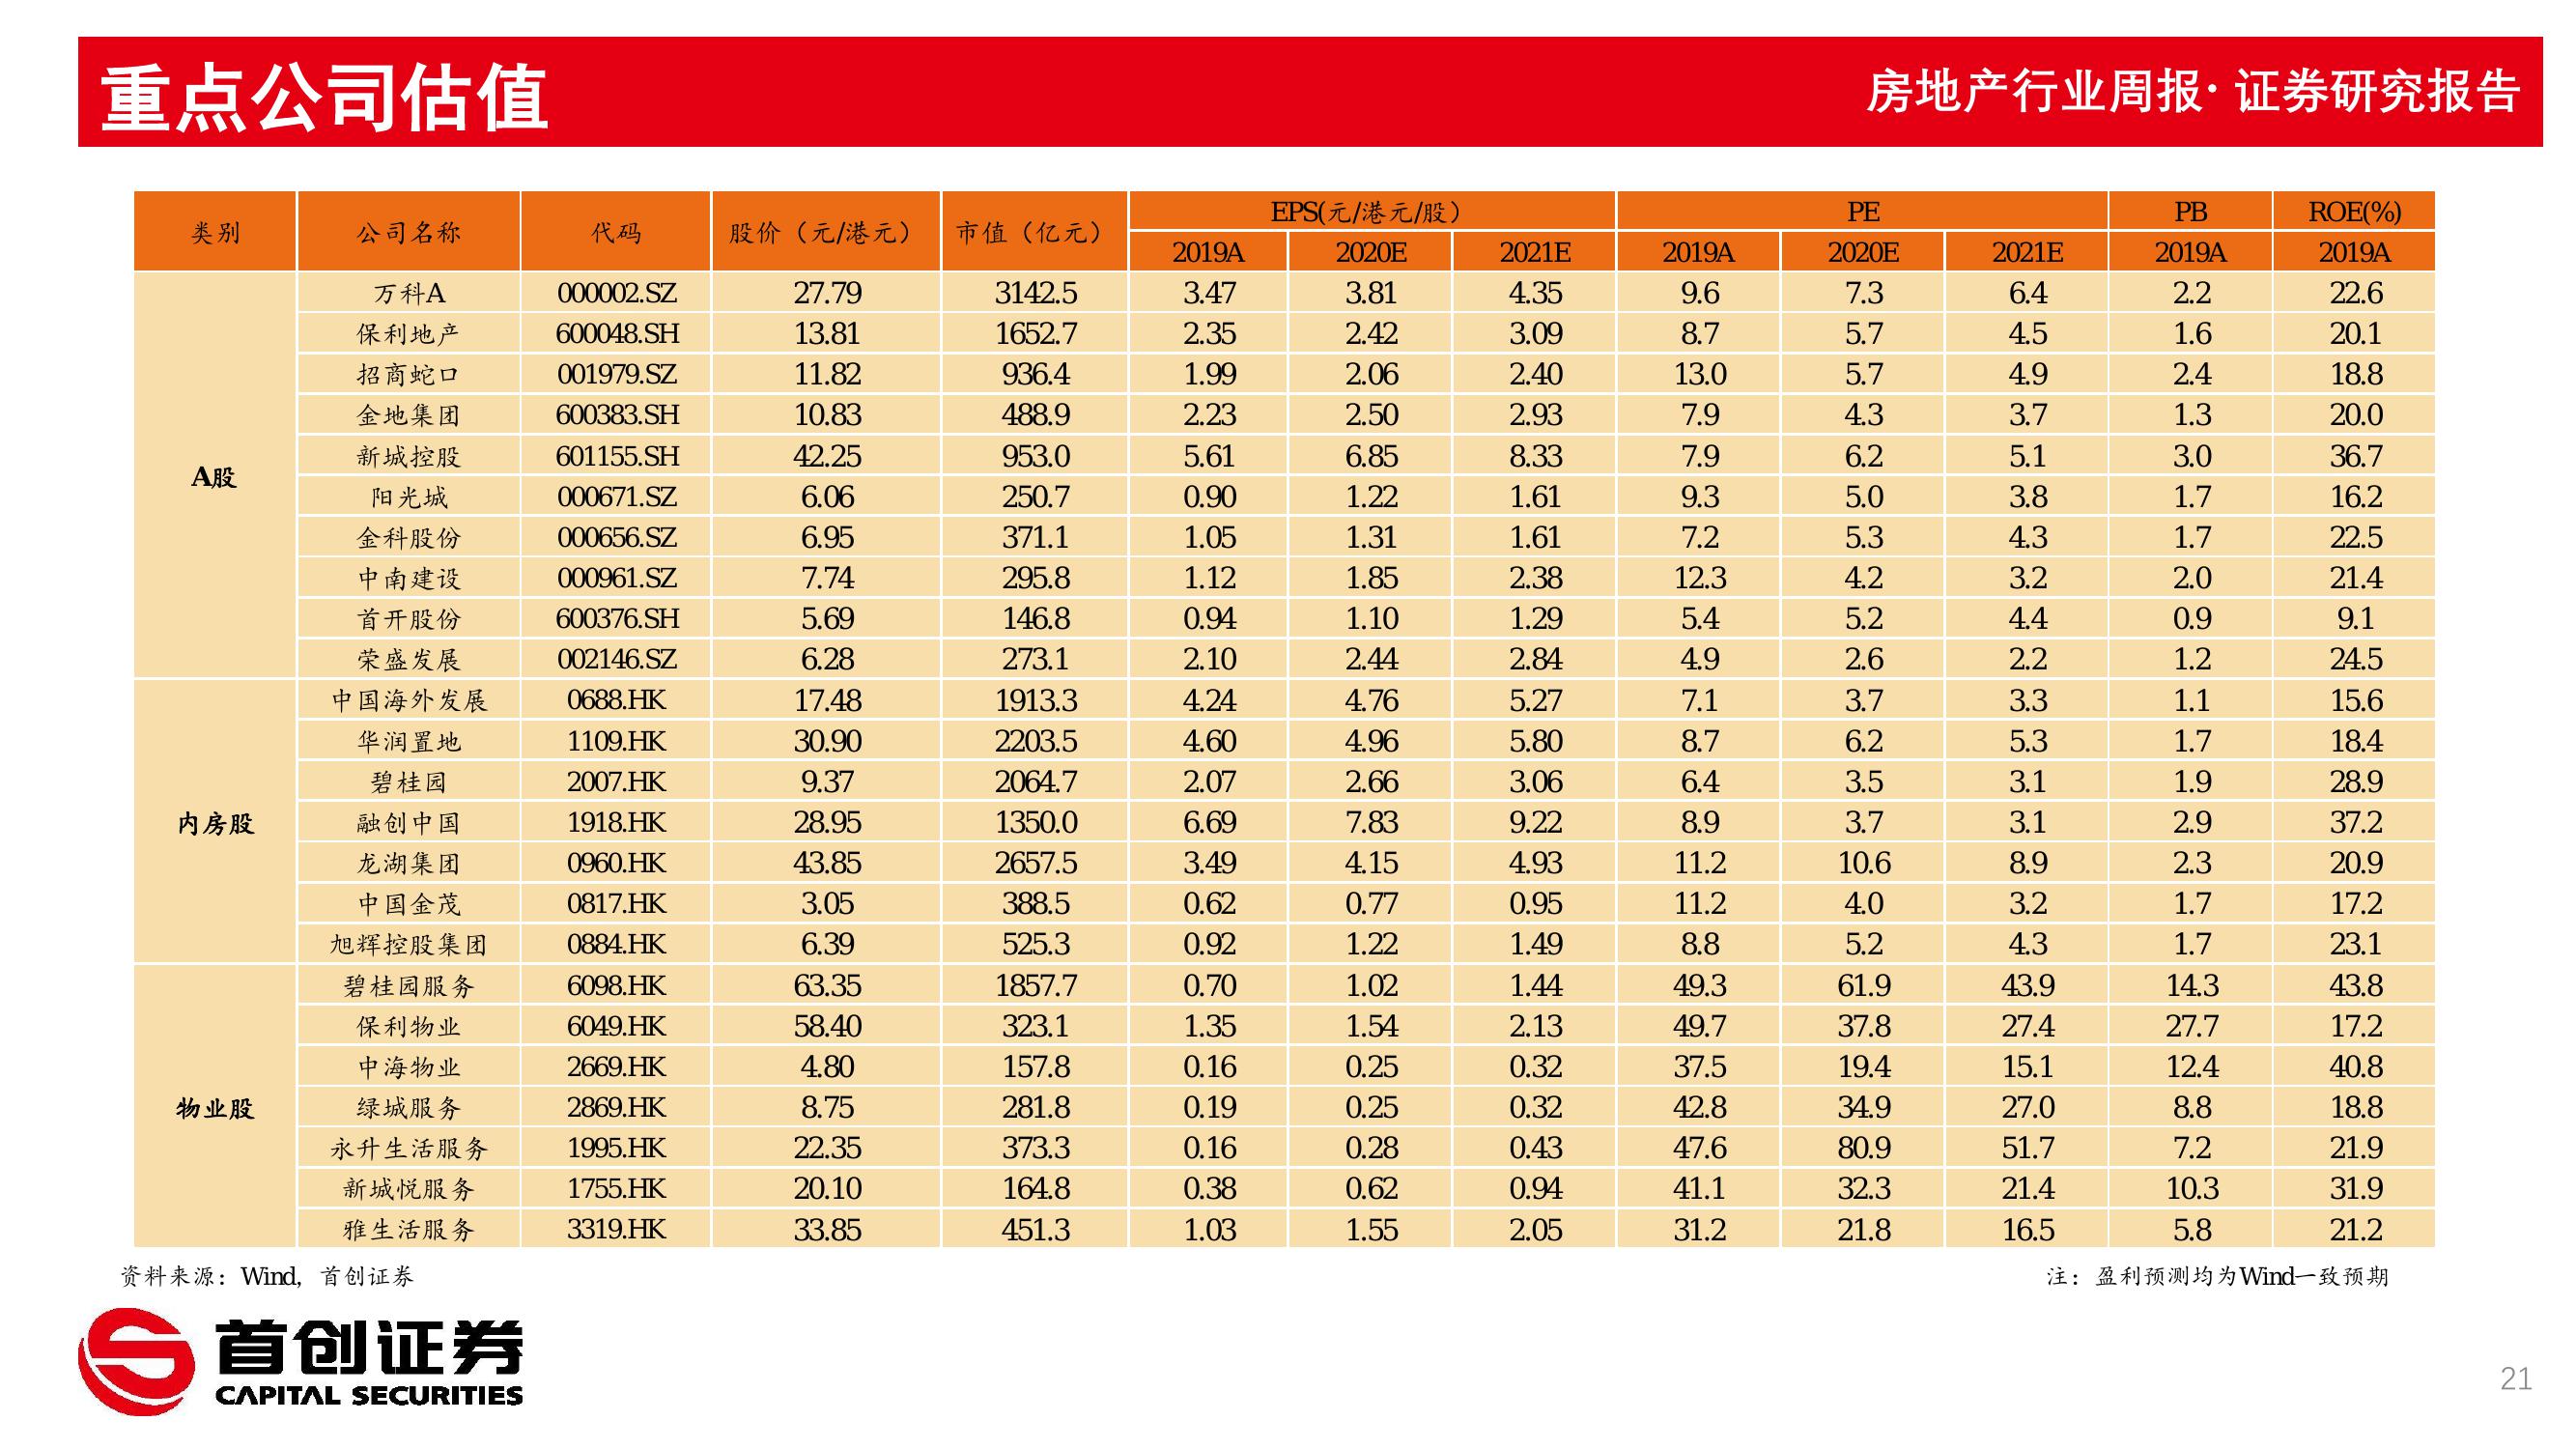 重点公司估值
房地产行业周报· 证券研究报告
类别 公司名称 代码 股价（元/港元） 市值（亿元） EPS(元/港元/股） PE PB ROE(%)
2019A 2020E 2021E 2019A 2020E 2021E 2019A 2019A
A股
万科A 000002.SZ 27.79 3142.5 3.47 3.81 4.35 9.6 7.3 6.4 2.2 22.6
保利地产 600048.SH 13.81 1652.7 2.35 2.42 3.09 8.7 5.7 4.5 1.6 20.1
招商蛇口 001979.SZ 11.82 936.4 1.99 2.06 2.40 13.0 5.7 4.9 2.4 18.8
金地集团 600383.SH 10.83 488.9 2.23 2.50 2.93 7.9 4.3 3.7 1.3 20.0
新城控股 601155.SH 42.25 953.0 5.61 6.85 8.33 7.9 6.2 5.1 3.0 36.7
阳光城 000671.SZ 6.06 250.7 0.90 1.22 1.61 9.3 5.0 3.8 1.7 16.2
金科股份 000656.SZ 6.95 371.1 1.05 1.31 1.61 7.2 5.3 4.3 1.7 22.5
中南建设 000961.SZ 7.74 295.8 1.12 1.85 2.38 12.3 4.2 3.2 2.0 21.4
首开股份 600376.SH 5.69 146.8 0.94 1.10 1.29 5.4 5.2 4.4 0.9 9.1
荣盛发展 002146.SZ 6.28 273.1 2.10 2.44 2.84 4.9 2.6 2.2 1.2 24.5
内房股
中国海外发展 0688.HK 17.48 1913.3 4.24 4.76 5.27 7.1 3.7 3.3 1.1 15.6
华润置地 1109.HK 30.90 2203.5 4.60 4.96 5.80 8.7 6.2 5.3 1.7 18.4
碧桂园 2007.HK 9.37 2064.7 2.07 2.66 3.06 6.4 3.5 3.1 1.9 28.9
融创中国 1918.HK 28.95 1350.0 6.69 7.83 9.22 8.9 3.7 3.1 2.9 37.2
龙湖集团 0960.HK 43.85 2657.5 3.49 4.15 4.93 11.2 10.6 8.9 2.3 20.9
中国金茂 0817.HK 3.05 388.5 0.62 0.77 0.95 11.2 4.0 3.2 1.7 17.2
旭辉控股集团 0884.HK 6.39 525.3 0.92 1.22 1.49 8.8 5.2 4.3 1.7 23.1
物业股
碧桂园服务 6098.HK 63.35 1857.7 0.70 1.02 1.44 49.3 61.9 43.9 14.3 43.8
保利物业 6049.HK 58.40 323.1 1.35 1.54 2.13 49.7 37.8 27.4 27.7 17.2
中海物业 2669.HK 4.80 157.8 0.16 0.25 0.32 37.5 19.4 15.1 12.4 40.8
绿城服务 2869.HK 8.75 281.8 0.19 0.25 0.32 42.8 34.9 27.0 8.8 18.8
永升生活服务 1995.HK 22.35 373.3 0.16 0.28 0.43 47.6 80.9 51.7 7.2 21.9
新城悦服务 1755.HK 20.10 164.8 0.38 0.62 0.94 41.1 32.3 21.4 10.3 31.9
雅生活服务 3319.HK 33.85 451.3 1.03 1.55 2.05 31.2 21.8 16.5 5.8 21.2
资料来源：Wind，首创证券
注：盈利预测均为Wind一致预期
首创证券
CAPITAL SECURITIES
21